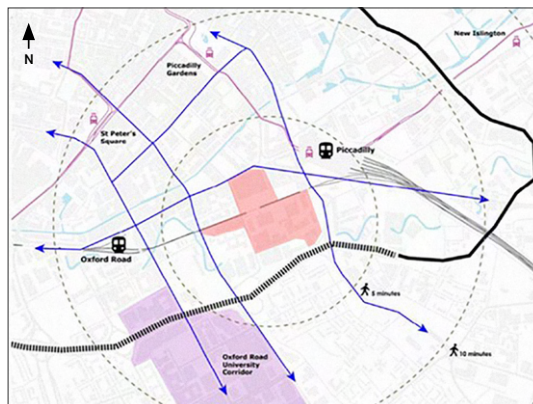 N
New Islington
Piccadilly
Gardens
St Peter's
Square
Piccadilly
Oxford Road
5 minutes
10 minutes
Oxford Road
University
Corridor